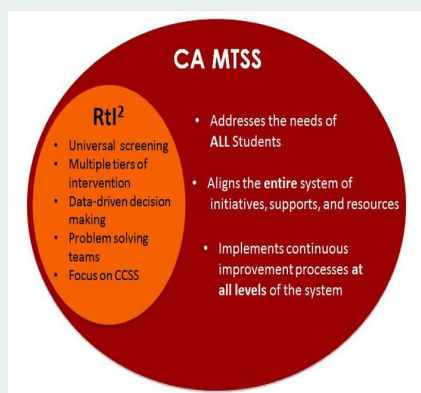 CA MTSS
RtI²
• Universal screening
• Multiple tiers of
intervention
• Data-driven decision
making
• Problem solving
teams
• Focus on CCSS
• Addresses the needs of
ALL Students
• Aligns the entire system of
initiatives, supports, and resources
• Implements continuous
improvement processes at
all levels of the system